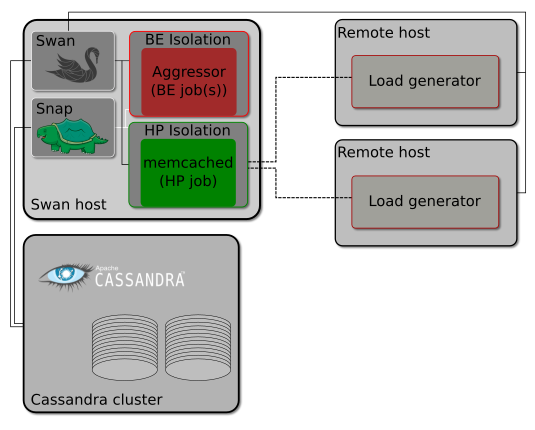 Swan
BE Isolation
Aggressor
(BE job(s))
Snap
HP Isolation
memcached
(HP job)
Swan host
Remote host
Load generator
Remote host
Load generator
Apache
CASSANDRA
Cassandra cluster